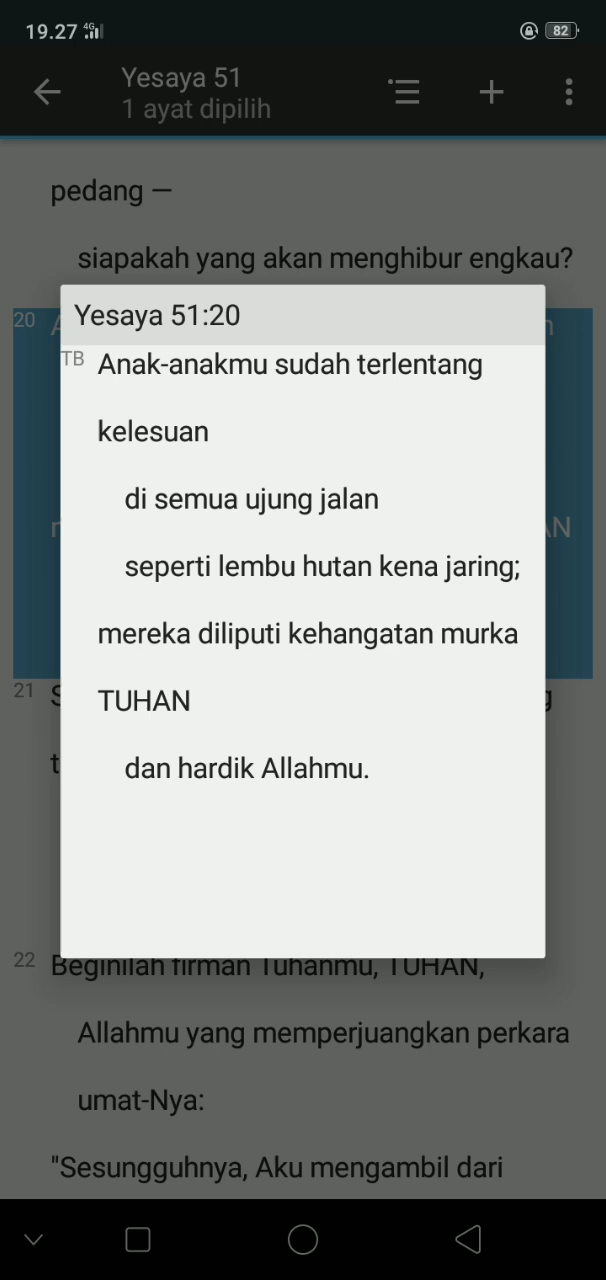 19.27 4G 82
Yesaya 51
1 ayat dipilih
pedang —
siapakah yang akan menghibur engkau?
20
Yesaya 51:20
TB Anak-anakmu sudah terlentang
kelesuan
di semua ujung jalan
seperti lembu hutan kena jaring;
mereka diliputi kehangatan murka
TUHAN
dan hardik Allahmu.
21
22 Beginilah firman Tuhanmu, TUHAN,
Allahmu yang memperjuangkan perkara
umat-Nya:
"Sesungguhnya, Aku mengambil dari